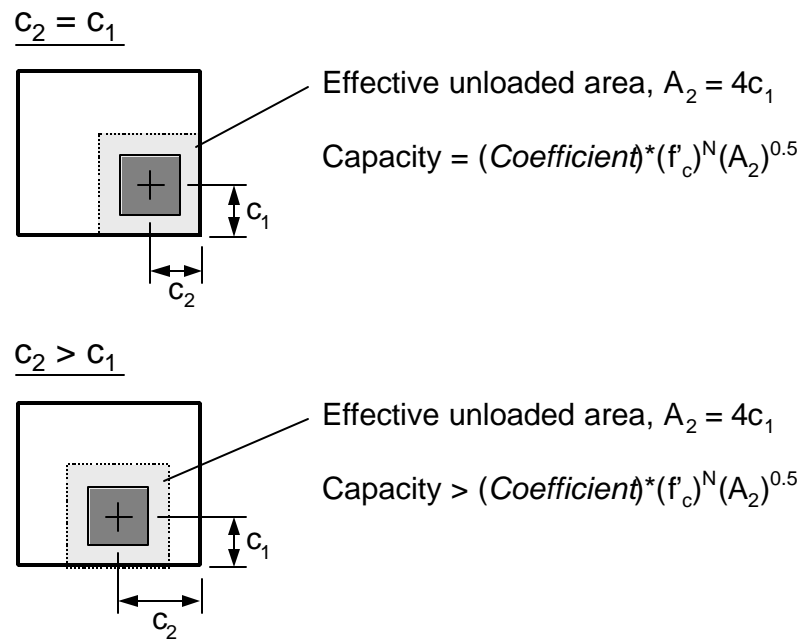 c₂ = c₁
Effective unloaded area, A₂ = 4c₁
Capacity = (Coefficient)*(f'c)ᴺ(A₂)⁰·⁵
c₁
c₂
c₂ > c₁
Effective unloaded area, A₂ = 4c₁
Capacity > (Coefficient)*(f'c)ᴺ(A₂)⁰·⁵
c₁
c₂